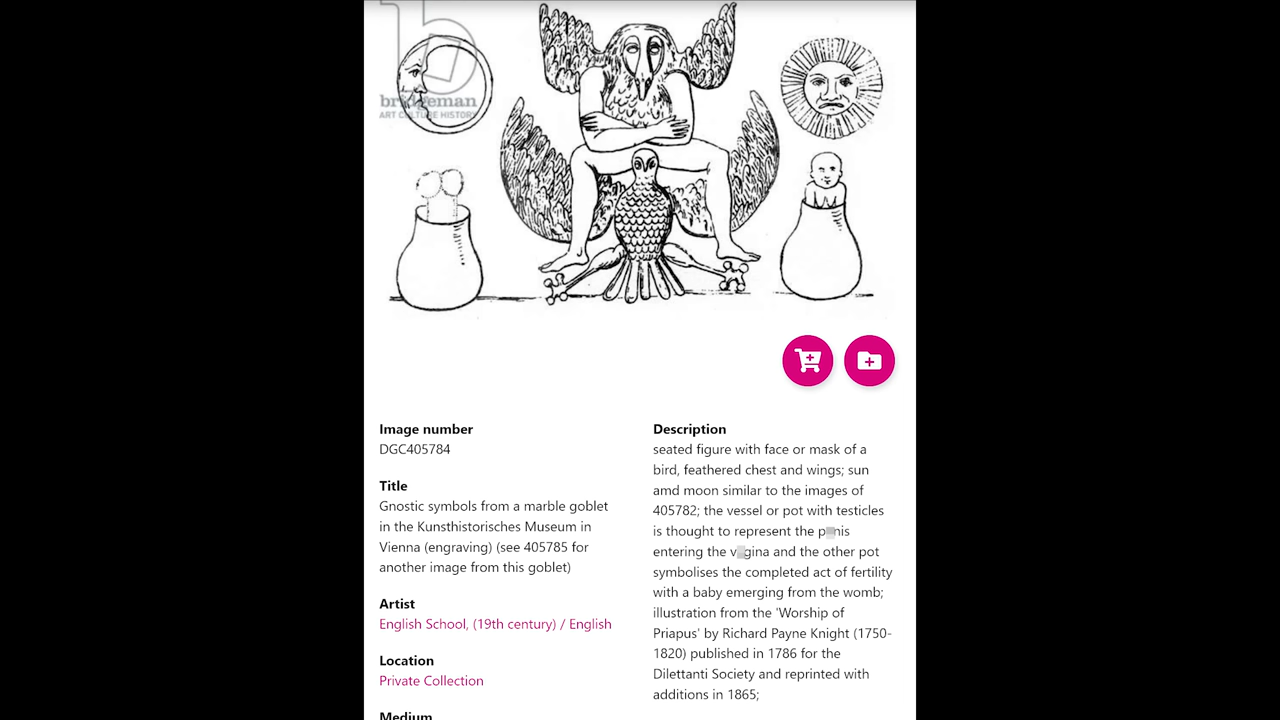 bridgeman
ART CULTURE HISTORY
Image number
DGC405784
Title
Gnostic symbols from a marble goblet
in the Kunsthistorisches Museum in
Vienna (engraving) (see 405785 for
another image from this goblet)
Artist
English School, (19th century) / English
Location
Private Collection
Medium
Description
seated figure with face or mask of a
bird, feathered chest and wings; sun
amd moon similar to the images of
405782; the vessel or pot with testicles
is thought to represent the
entering the and the other pot
symbolises the completed act of fertility
with a baby emerging from the womb;
illustration from the 'Worship of
Priapus' by Richard Payne Knight (1750-
1820) published in 1786 for the
Dilettanti Society and reprinted with
additions in 1865;